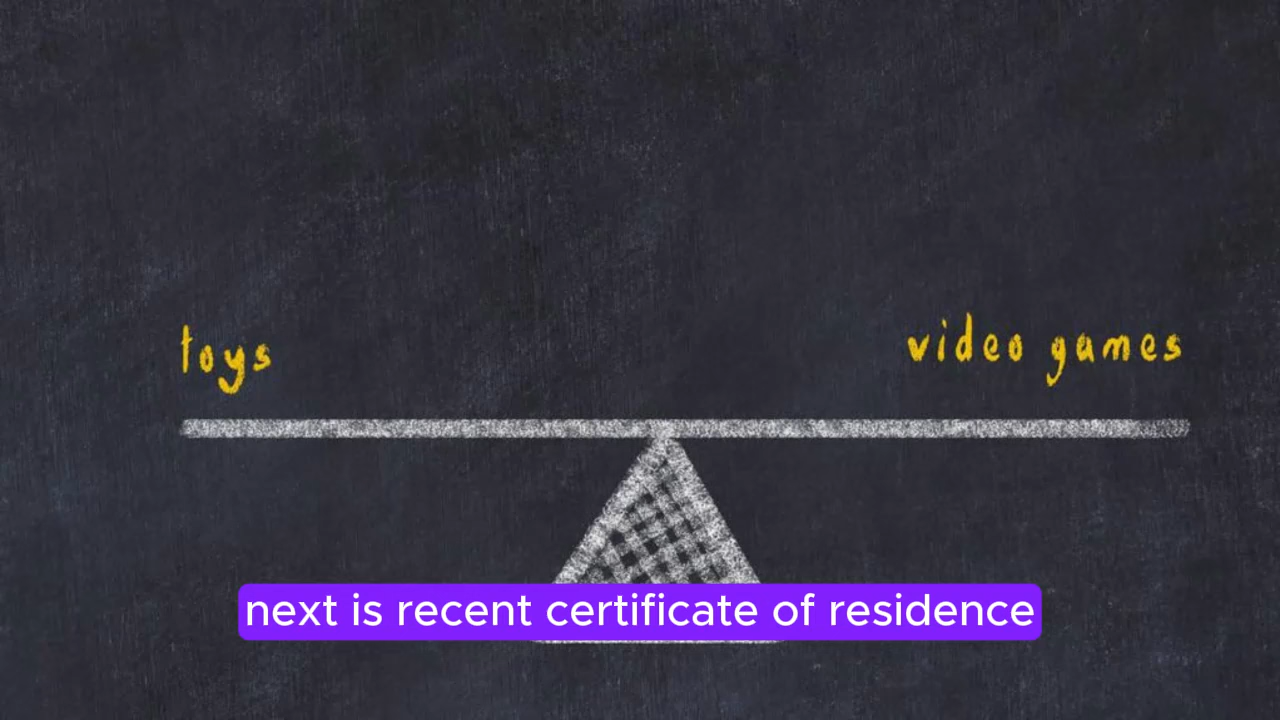 toys
video games
next is recent certificate of residence